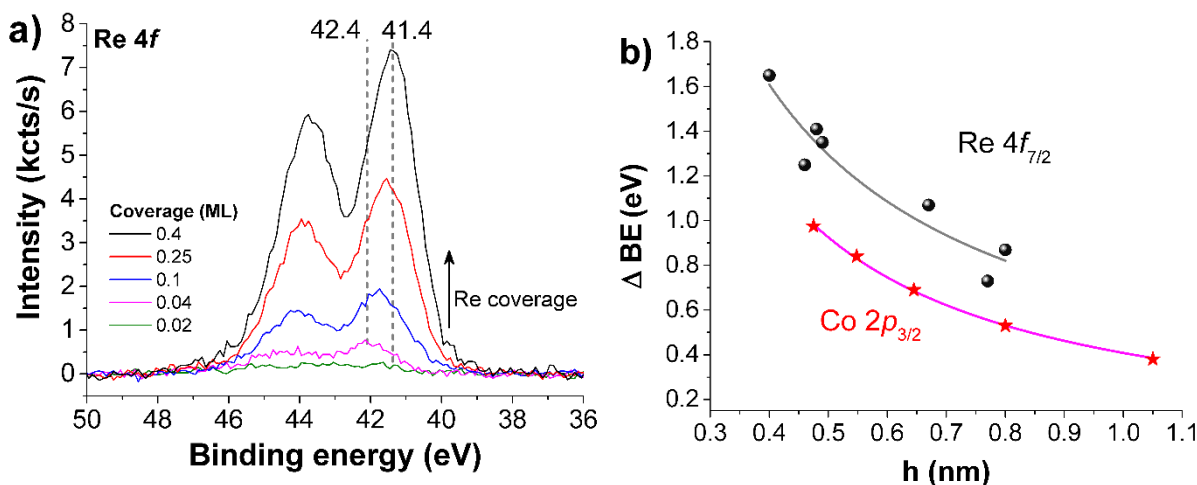 a)
Re 4f
42.4
41.4
8
7
6
5
4
3
2
1
0
Intensity (kcts/s)
Coverage (ML)
0.4
0.25
0.1
0.04
0.02
Re coverage
50 48 46 44 42 40 38 36
Binding energy (eV)
b)
1.8
1.6
1.4
1.2
1.0
0.8
0.6
0.4
0.2
Δ BE (eV)
Re 4f7/2
Co 2p3/2
0.3 0.4 0.5 0.6 0.7 0.8 0.9 1.0 1.1
h (nm)